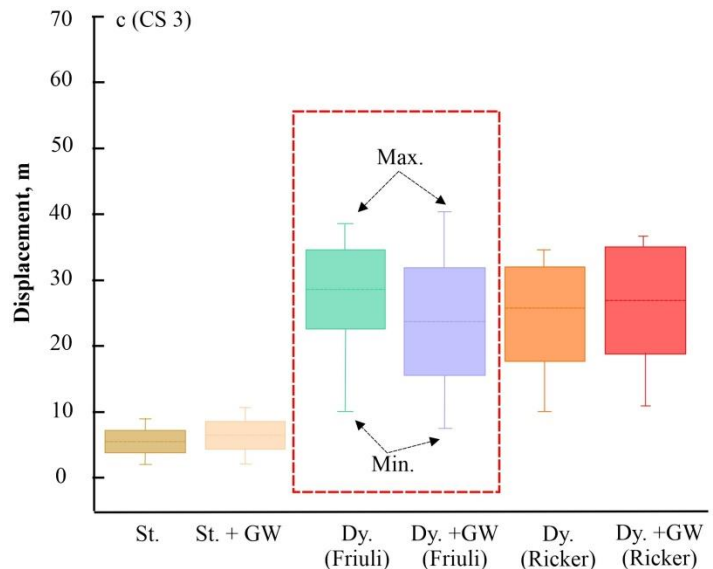 c (CS 3)
Displacement, m
70
60
50
40
30
20
10
0
Max.
Min.
St.
St. + GW
Dy.
(Friuli)
Dy. +GW
(Friuli)
Dy.
(Ricker)
Dy. +GW
(Ricker)